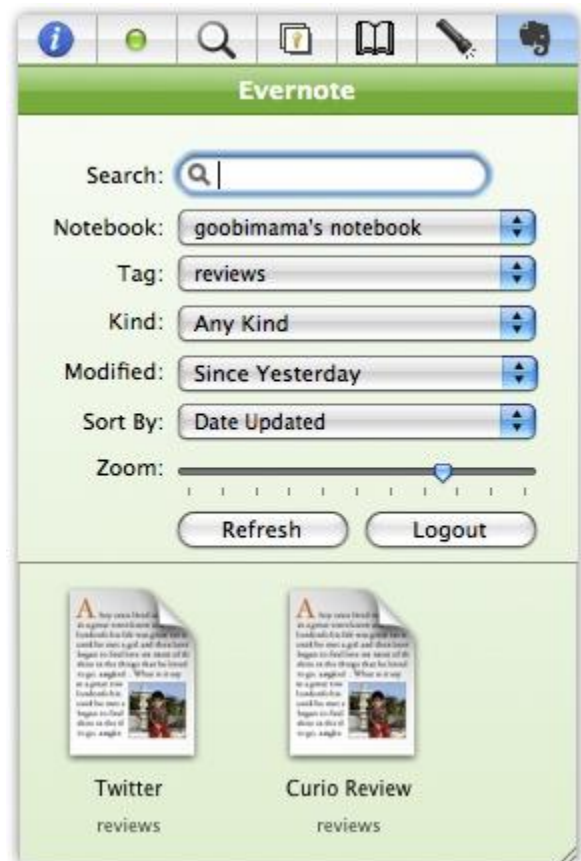 Evernote
Search:
Notebook: goobimama's notebook
Tag: reviews
Kind: Any Kind
Modified: Since Yesterday
Sort By: Date Updated
Zoom:
Refresh Logout
Twitter Curio Review
reviews reviews